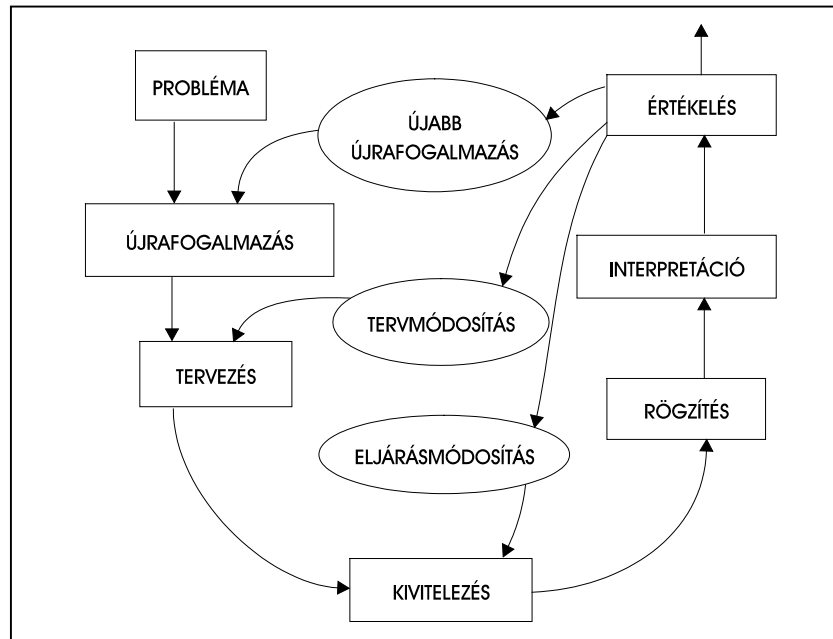 PROBLÉMA
ÉRTÉKELÉS
ÚJABB
ÚJRAFOGALMAZÁS
ÚJRAFOGALMAZÁS
INTERPRETÁCIÓ
TERVMÓDOSÍTÁS
TERVEZÉS
RÖGZÍTÉS
ELJÁRÁSMÓDOSÍTÁS
KIVITELEZÉS